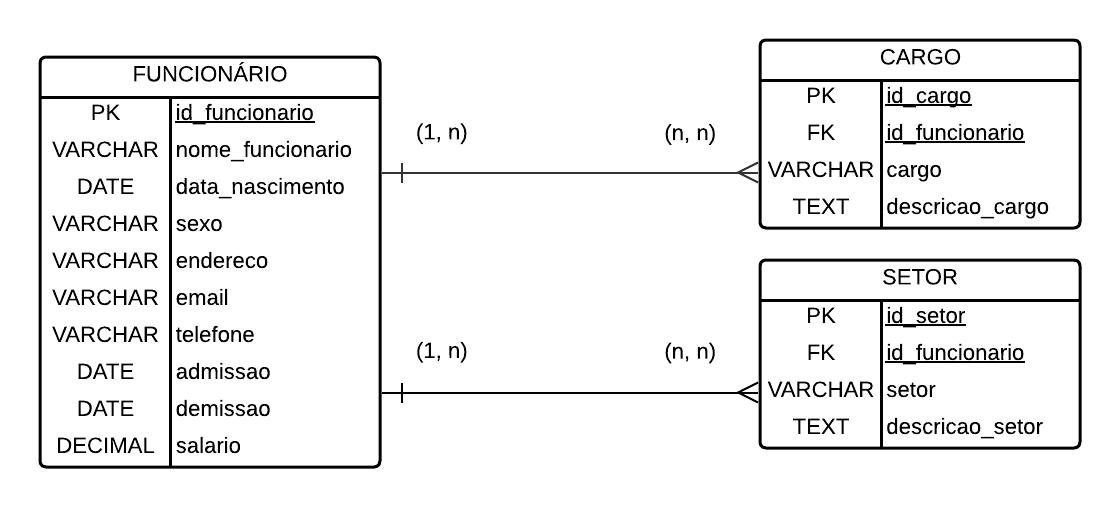 FUNCIONÁRIO
PK id_funcionario
VARCHAR nome_funcionario
DATE data_nascimento
VARCHAR sexo
VARCHAR endereco
VARCHAR email
VARCHAR telefone
DATE admissao
DATE demissao
DECIMAL salario
(1, n) (n, n)
(1, n) (n, n)
CARGO
PK id_cargo
FK id_funcionario
VARCHAR cargo
TEXT descricao_cargo
SETOR
PK id_setor
FK id_funcionario
VARCHAR setor
TEXT descricao_setor